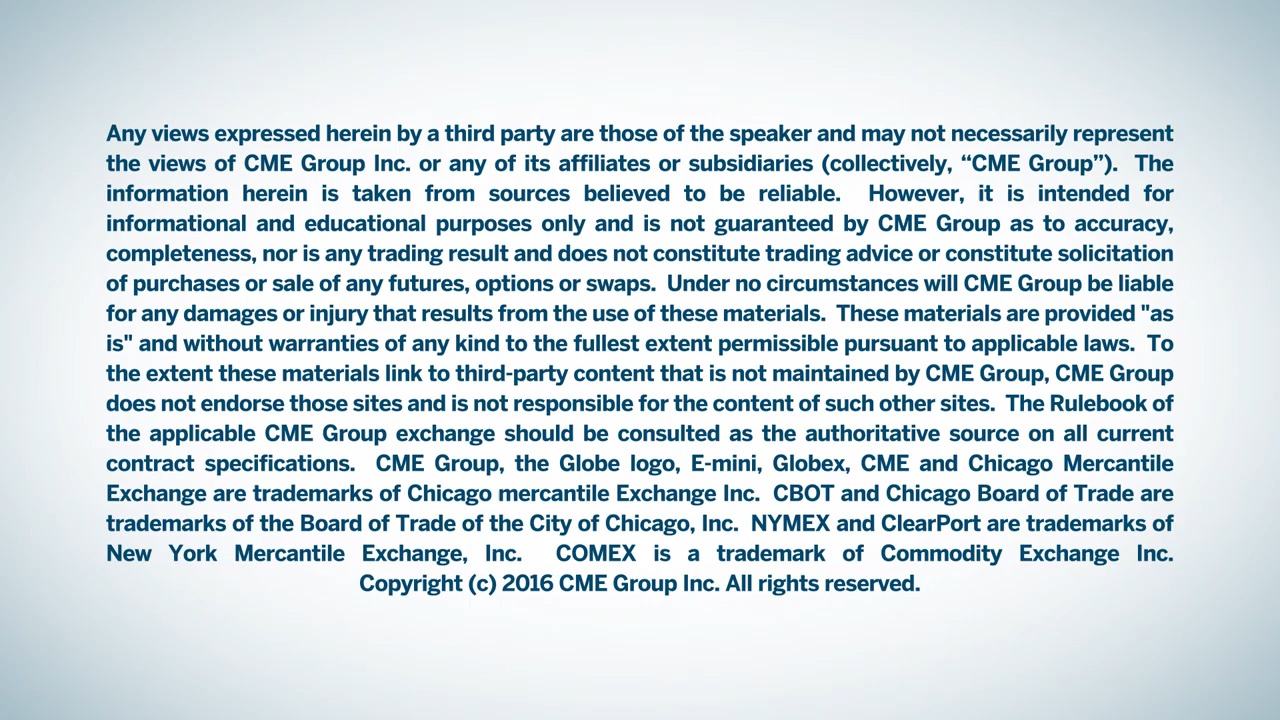 Any views expressed herein by a third party are those of the speaker and may not necessarily represent
the views of CME Group Inc. or any of its affiliates or subsidiaries (collectively, “CME Group”).  The
information herein is taken from sources believed to be reliable.  However, it is intended for
informational and educational purposes only and is not guaranteed by CME Group as to accuracy,
completeness, nor is any trading result and does not constitute trading advice or constitute solicitation
of purchases or sale of any futures, options or swaps.  Under no circumstances will CME Group be liable
for any damages or injury that results from the use of these materials.  These materials are provided "as
is" and without warranties of any kind to the fullest extent permissible pursuant to applicable laws.  To
the extent these materials link to third-party content that is not maintained by CME Group, CME Group
does not endorse those sites and is not responsible for the content of such other sites.  The Rulebook of
the applicable CME Group exchange should be consulted as the authoritative source on all current
contract specifications.  CME Group, the Globe logo, E-mini, Globex, CME and Chicago Mercantile
Exchange are trademarks of Chicago mercantile Exchange Inc.  CBOT and Chicago Board of Trade are
trademarks of the Board of Trade of the City of Chicago, Inc.  NYMEX and ClearPort are trademarks of
New York Mercantile Exchange, Inc.  COMEX is a trademark of Commodity Exchange Inc.
Copyright (c) 2016 CME Group Inc. All rights reserved.